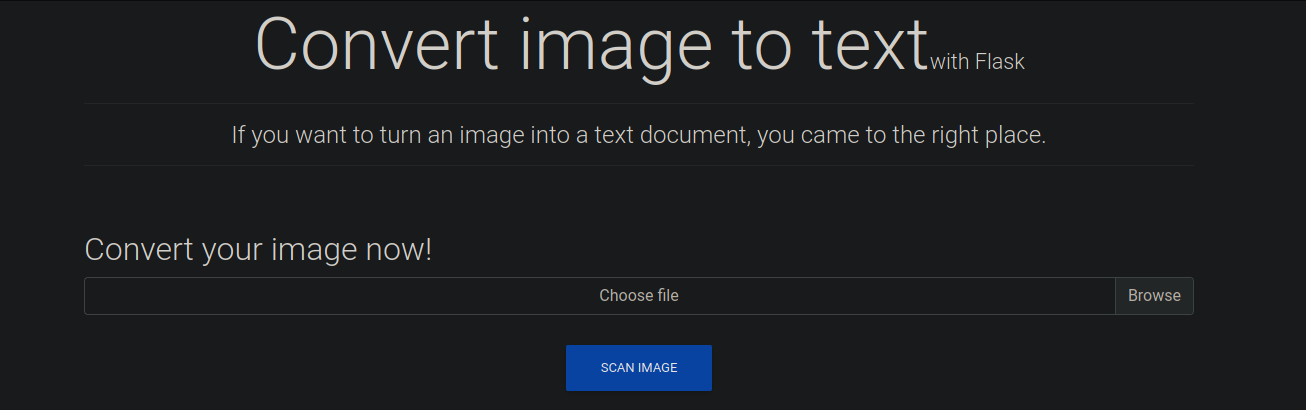 Convert image to text with Flask
If you want to turn an image into a text document, you came to the right place.
Convert your image now!
Choose file Browse
SCAN IMAGE